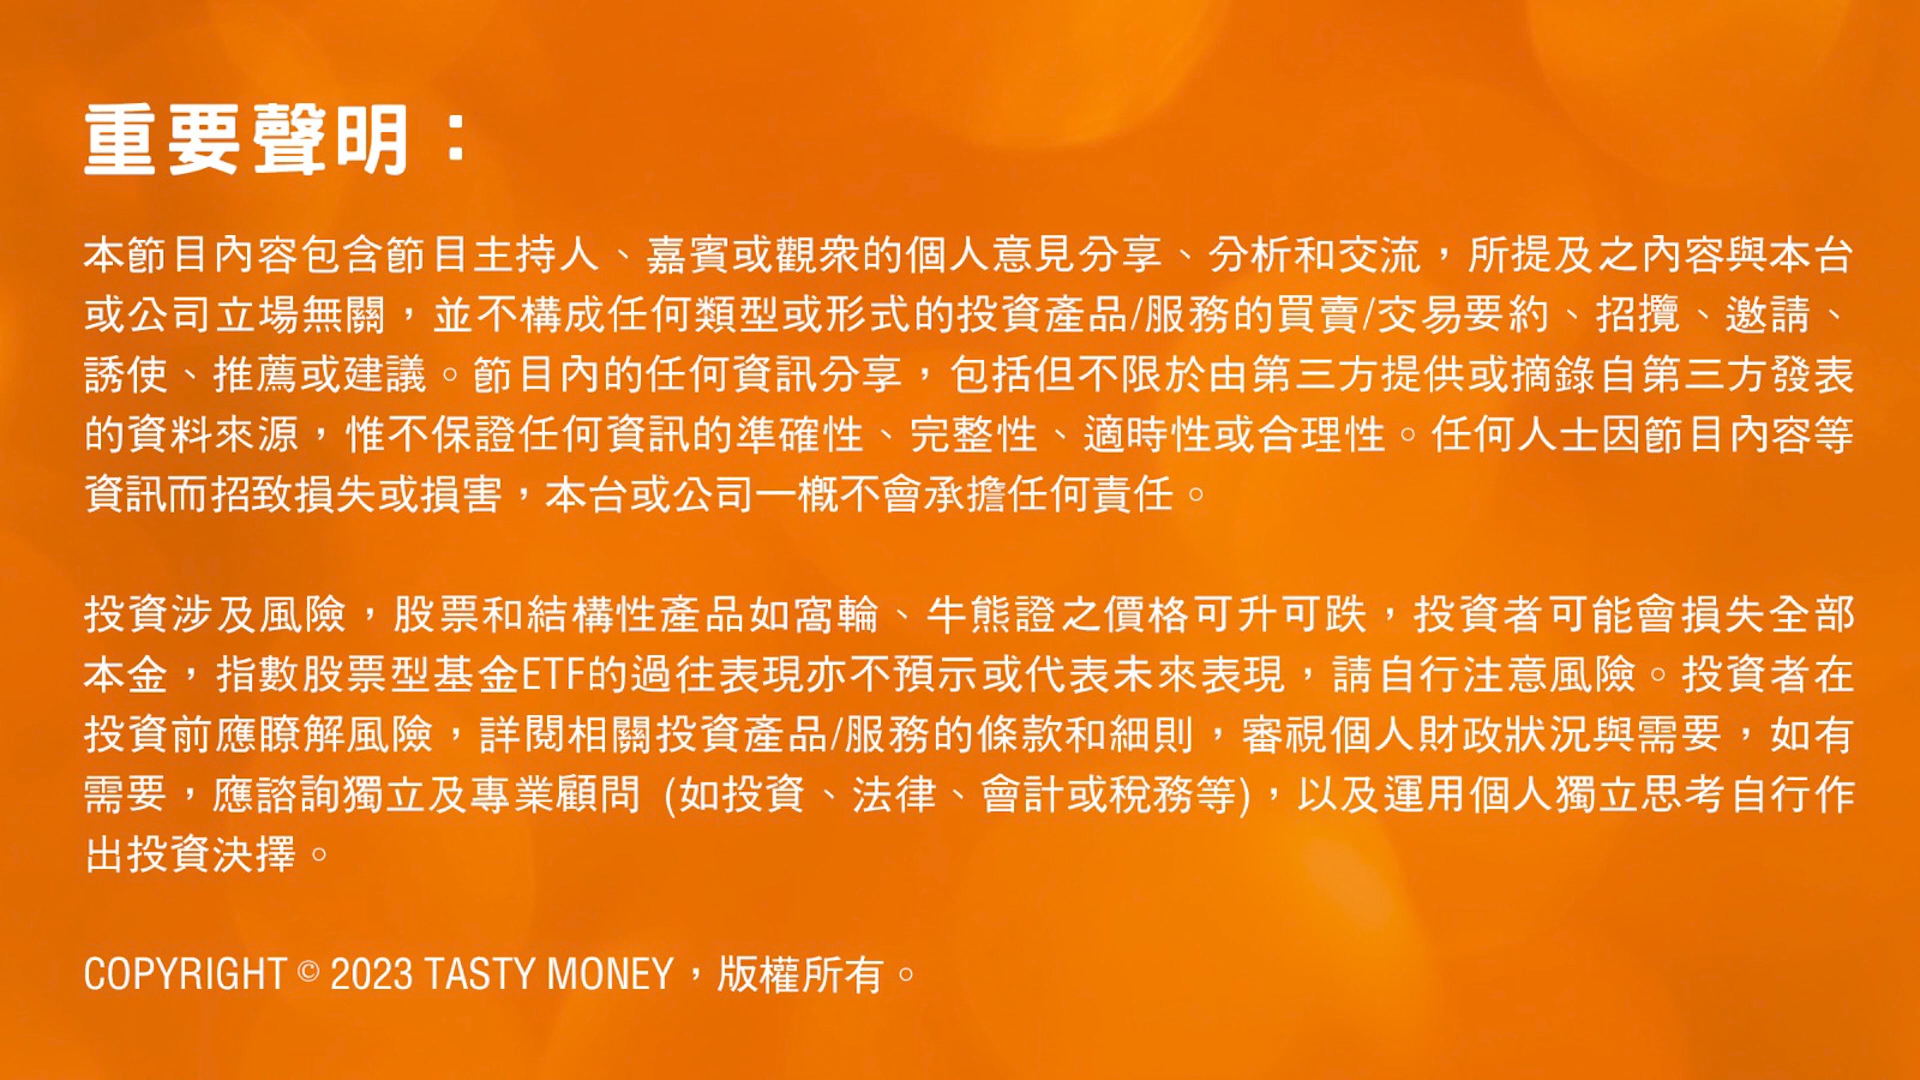 重要聲明：
本節目內容包含節目主持人、嘉賓或觀眾的個人意見分享、分析和交流，所提及之內容與本台
或公司立場無關，並不構成任何類型或形式的投資產品/服務的買賣/交易要約、招攬、邀請、
誘使、推薦或建議。節目內的任何資訊分享，包括但不限於由第三方提供或摘錄自第三方發表
的資料來源，惟不保證任何資訊的準確性、完整性、適時性或合理性。任何人士因節目內容等
資訊而招致損失或損害，本台或公司一概不會承擔任何責任。
投資涉及風險，股票和結構性產品如窩輪、牛熊證之價格可升可跌，投資者可能會損失全部
本金，指數股票型基金ETF的過往表現亦不預示或代表未來表現，請自行注意風險。投資者在
投資前應瞭解風險，詳閱相關投資產品/服務的條款和細則，審視個人財政狀況與需要，如有
需要，應諮詢獨立及專業顧問 (如投資、法律、會計或稅務等)，以及運用個人獨立思考自行作
出投資決擇。
COPYRIGHT © 2023 TASTY MONEY，版權所有。